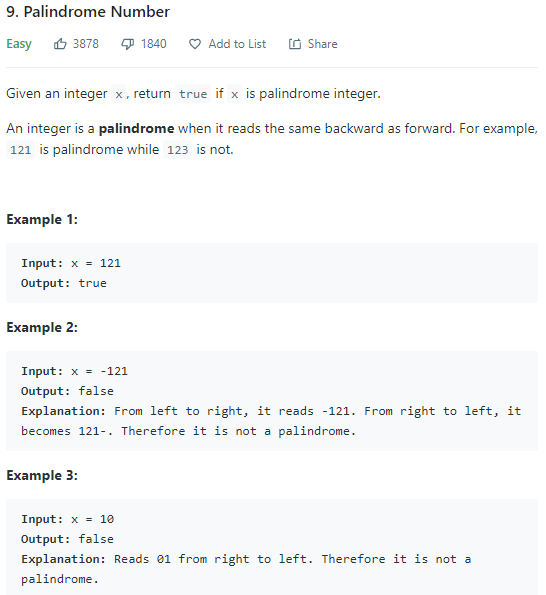 9. Palindrome Number
Easy 3878 1840 Add to List Share
Given an integer x, return true if x is palindrome integer.
An integer is a palindrome when it reads the same backward as forward. For example,
121 is palindrome while 123 is not.
Example 1:
Input: x = 121
Output: true
Example 2:
Input: x = -121
Output: false
Explanation: From left to right, it reads -121. From right to left, it
becomes 121-. Therefore it is not a palindrome.
Example 3:
Input: x = 10
Output: false
Explanation: Reads 01 from right to left. Therefore it is not a
palindrome.